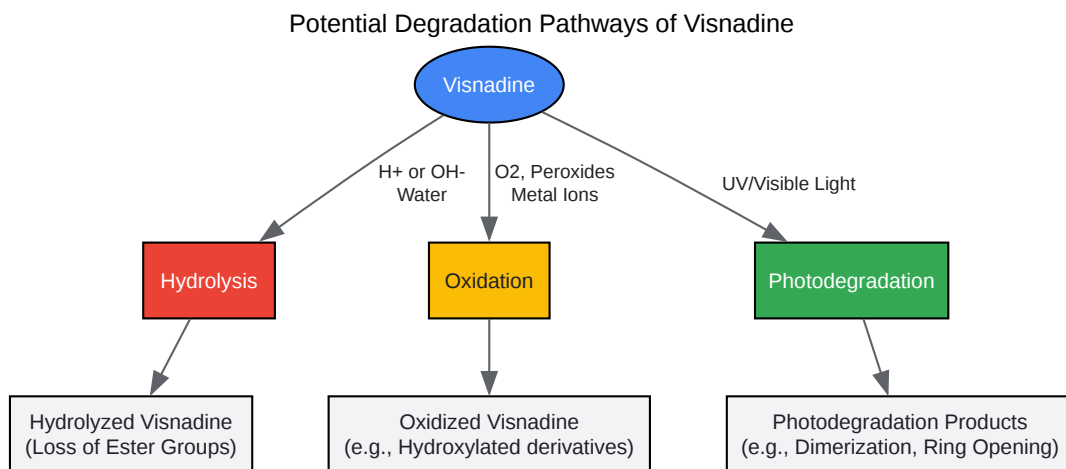 Potential Degradation Pathways of Visnadine
Visnadine
H+ or OH-
Water
O2, Peroxides
Metal Ions
UV/Visible Light
Hydrolysis
Oxidation
Photodegradation
Hydrolyzed Visnadine
(Loss of Ester Groups)
Oxidized Visnadine
(e.g., Hydroxylated derivatives)
Photodegradation Products
(e.g., Dimerization, Ring Opening)